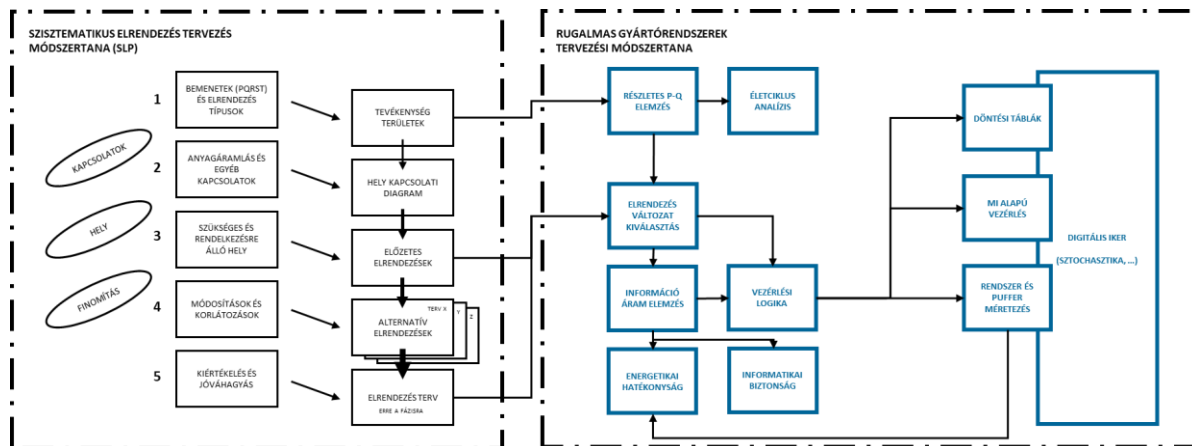 SZISZTEMATIKUS ELRENDEZÉS TERVEZÉS
MÓDSZERTANA (SLP)
1
BEMENETEK (PQRST)
ÉS ELRENDEZÉS
TÍPUSOK
KAPCSOLATOK
2
ANYAGÁRAMLÁS ÉS
EGYÉB
KAPCSOLATOK
HELY
3
SZÜKSÉGES ÉS
RENDELKEZÉSRE
ÁLLÓ HELY
FINOMÍTÁS
4
MÓDOSÍTÁSOK ÉS
KORLÁTOZÁSOK
5
KIÉRTÉKELÉS ÉS
JÓVÁHAGYÁS
TEVÉKENYSÉG
TERÜLETEK
HELY KAPCSOLATI
DIAGRAM
ELŐZETES
ELRENDEZÉSEK
TERV X
Y
Z
ALTERNATÍV
ELRENDEZÉSEK
ELRENDEZÉS TERV
ERRE A FÁZISRA
RUGALMAS GYÁRTÓRENDSZEREK
TERVEZÉSI MÓDSZERTANA
RÉSZLETES P-Q
ELEMZÉS
ÉLETCIKLUS
ANALÍZIS
ELRENDEZÉS
VÁLTOZAT
KIVÁLASZTÁS
INFORMÁCIÓ
ÁRAM ELEMZÉS
VEZÉRLÉSI
LOGIKA
ENERGETIKAI
HATÉKONYSÁG
INFORMATIKAI
BIZTONSÁG
DÖNTÉSI TÁBLÁK
MI ALAPÚ
VEZÉRLÉS
RENDSZER ÉS
PUFFER
MÉRETEZÉS
DIGITÁLIS IKER
(SZTOCHASZTIKA, ...)